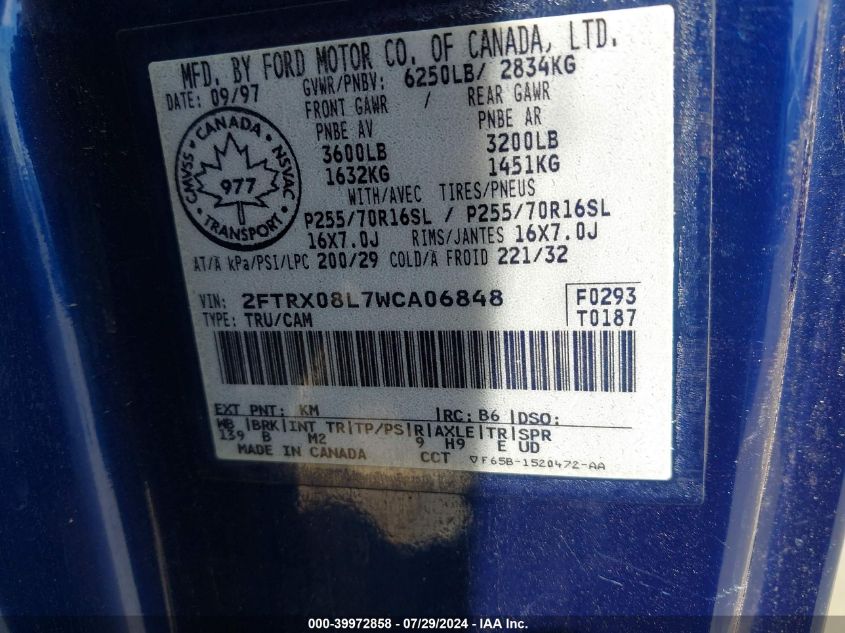 MFD. BY FORD MOTOR CO. OF CANADA, LTD.
DATE: 09/97 GVWR/PNBV: 6250LB/ 2834KG
FRONT GAWR / REAR GAWR
PNBE AV PNBE AR
3600LB 3200LB
1632KG 1451KG
WITH/AVEC TIRES/PNEUS
P255/70R16SL / P255/70R16SL
16X7.0J RIMS/JANTES 16X7.0J
AT/A kPa/PSI/LPC 200/29 COLD/A FROID 221/32
CANADA
CMVSS NSVAC
977
TRANSPORT
VIN: 2FTRX08L7WCA06848 F0293
TYPE: TRU/CAM T0187
EXT PNT: KM RC: B6 DSO:
WB BRK INT TR TP/PS R AXLE TR SPR
139 B M2 9 H9 E UD
MADE IN CANADA CCT ▽F65B-1520472-AA
000-39972858 - 07/29/2024 - © IAA Holdings, LLC.